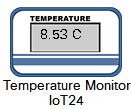 TEMPERATURE
8.53 C
Temperature Monitor
IoT24